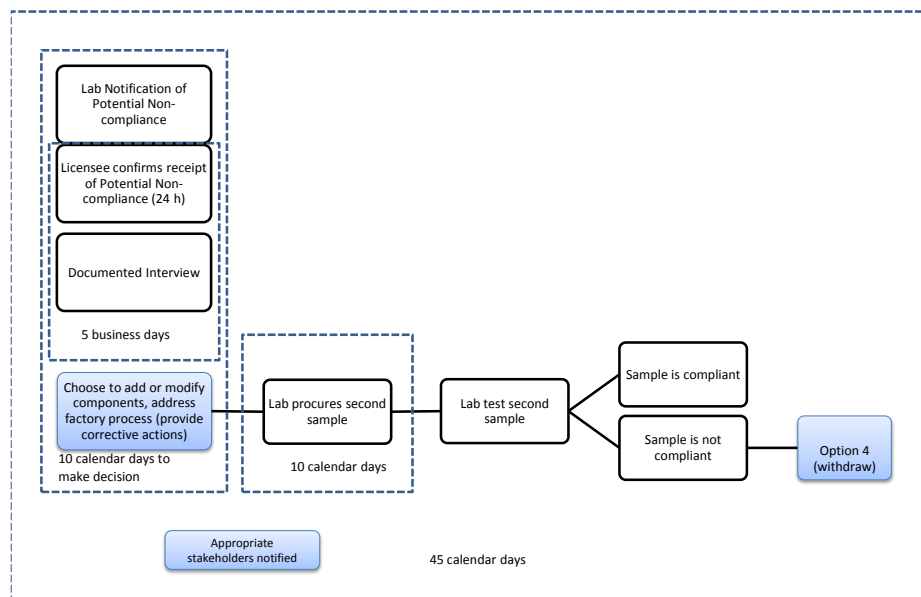 Lab Notification of
Potential Non-
compliance
Licensee confirms receipt
of Potential Non-
compliance (24 h)
Documented Interview
5 business days
Choose to add or modify
components, address
factory process (provide
corrective actions)
10 calendar days to
make decision
Lab procures second
sample
10 calendar days
Lab test second
sample
Sample is compliant
Sample is not
compliant
Option 4
(withdraw)
Appropriate
stakeholders notified
45 calendar days